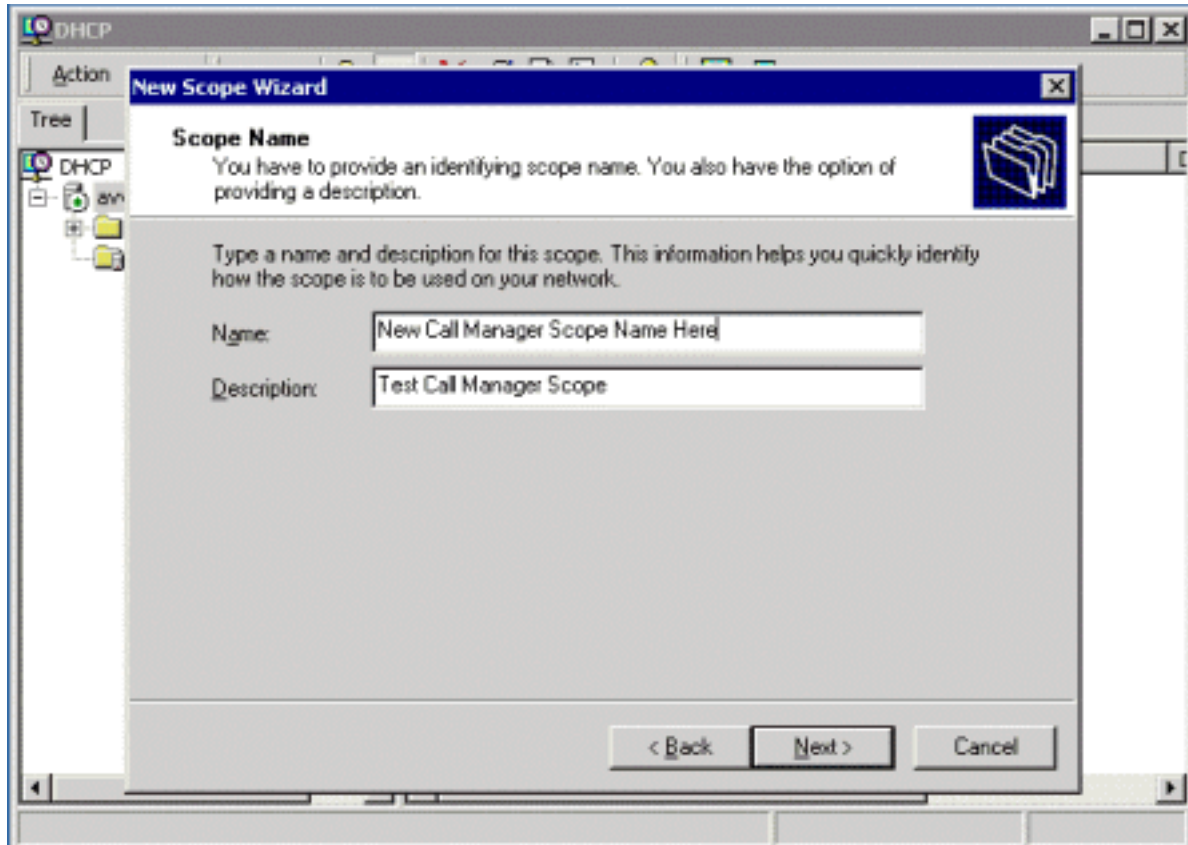 DHCP
Action
New Scope Wizard
Tree
Scope Name
You have to provide an identifying scope name. You also have the option of
providing a description.
DHCP
Type a name and description for this scope. This information helps you quickly identify
how the scope is to be used on your network.
Name:
New Call Manager Scope Name Here
Description:
Test Call Manager Scope
< Back
Next >
Cancel